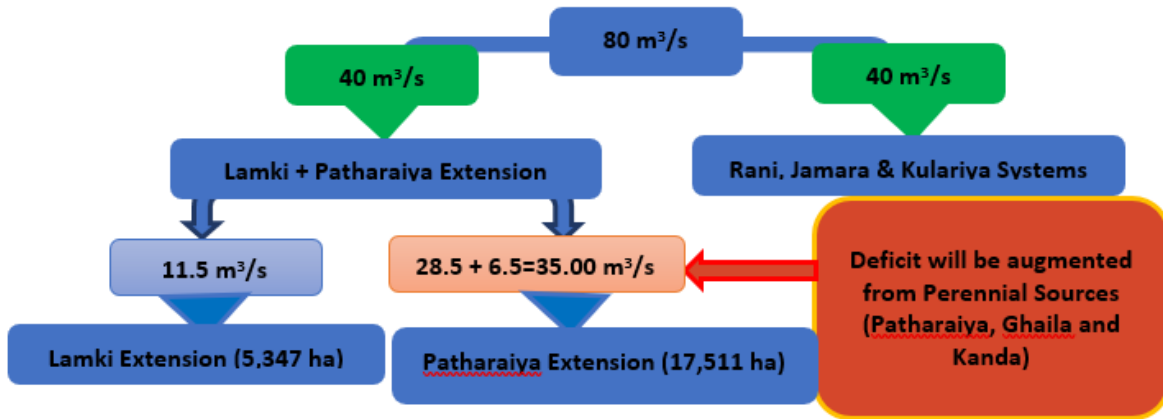 80 m³/s
40 m³/s
40 m³/s
Lamki + Patharaiya Extension
Rani, Jamara & Kulariya Systems
11.5 m³/s
28.5 + 6.5=35.00 m³/s
Deficit will be augmented
from Perennial Sources
(Patharaiya, Ghaila and
Kanda)
Lamki Extension (5,347 ha)
Patharaiya Extension (17,511 ha)